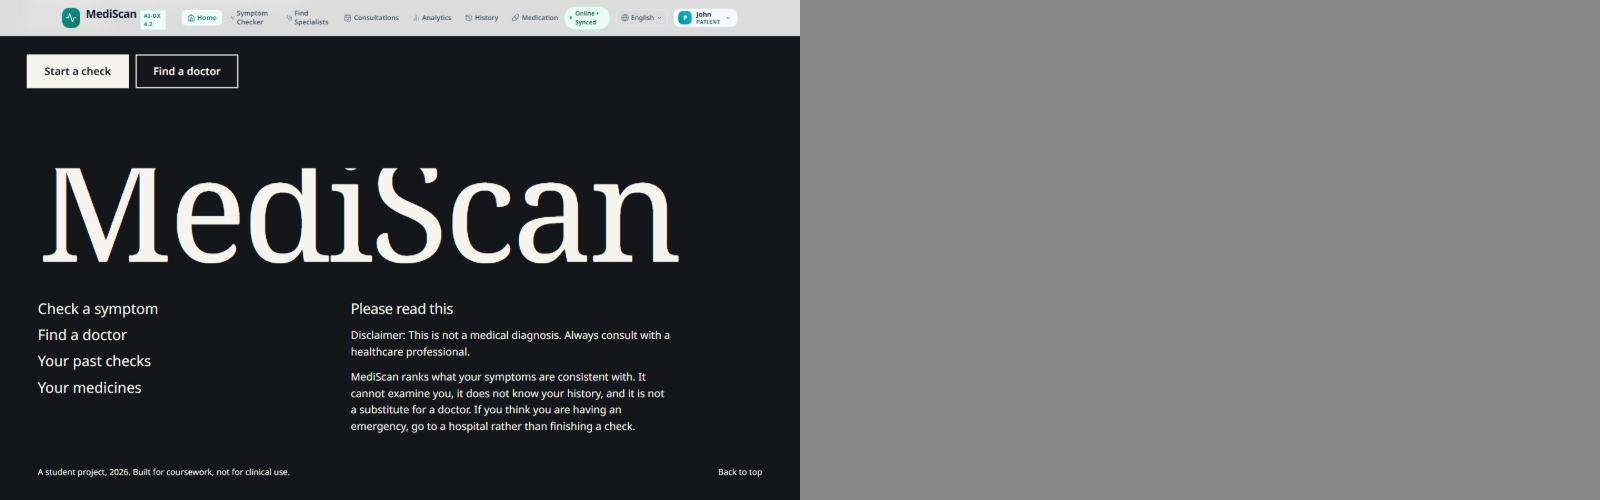 MediScan
AI-DX
4.2
Home
Symptom
Checker
Find
Specialists
Consultations
Analytics
History
Medication
Online •
Synced
English
P
John
PATIENT
Start a check
Find a doctor
MediScan
Check a symptom
Find a doctor
Your past checks
Your medicines
Please read this
Disclaimer: This is not a medical diagnosis. Always consult with a
healthcare professional.
MediScan ranks what your symptoms are consistent with. It
cannot examine you, it does not know your history, and it is not
a substitute for a doctor. If you think you are having an
emergency, go to a hospital rather than finishing a check.
A student project, 2026. Built for coursework, not for clinical use.
Back to top